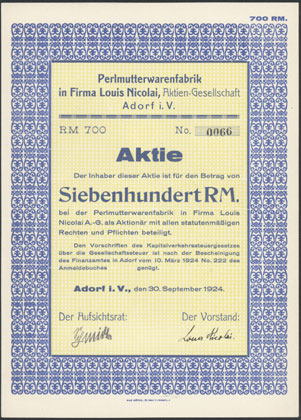 700 RM.
Perlmutterwarenfabrik
in Firma Louis Nicolai, Aktien-Gesellschaft
Adorf i. V.
RM 700 No. 0066
Aktie
Der Inhaber dieser Aktie ist für den Betrag von
Siebenhundert RM.
bei der Perlmutterwarenfabrik in Firma Louis
Nicolai A.-G. als Aktionär mit allen statutenmäßigen
Rechten und Pflichten beteiligt.
Den Vorschriften des Kapitalverkehrsteuergesetzes
über die Gesellschaftsteuer ist nach der Bescheinigung
des Finanzamtes in Adorf vom 10. März 1924 No. 222 des
Anmeldebuches genügt.
Adorf i. V., den 30. September 1924.
Der Aufsichtsrat: Der Vorstand:
Louis Nicolai.